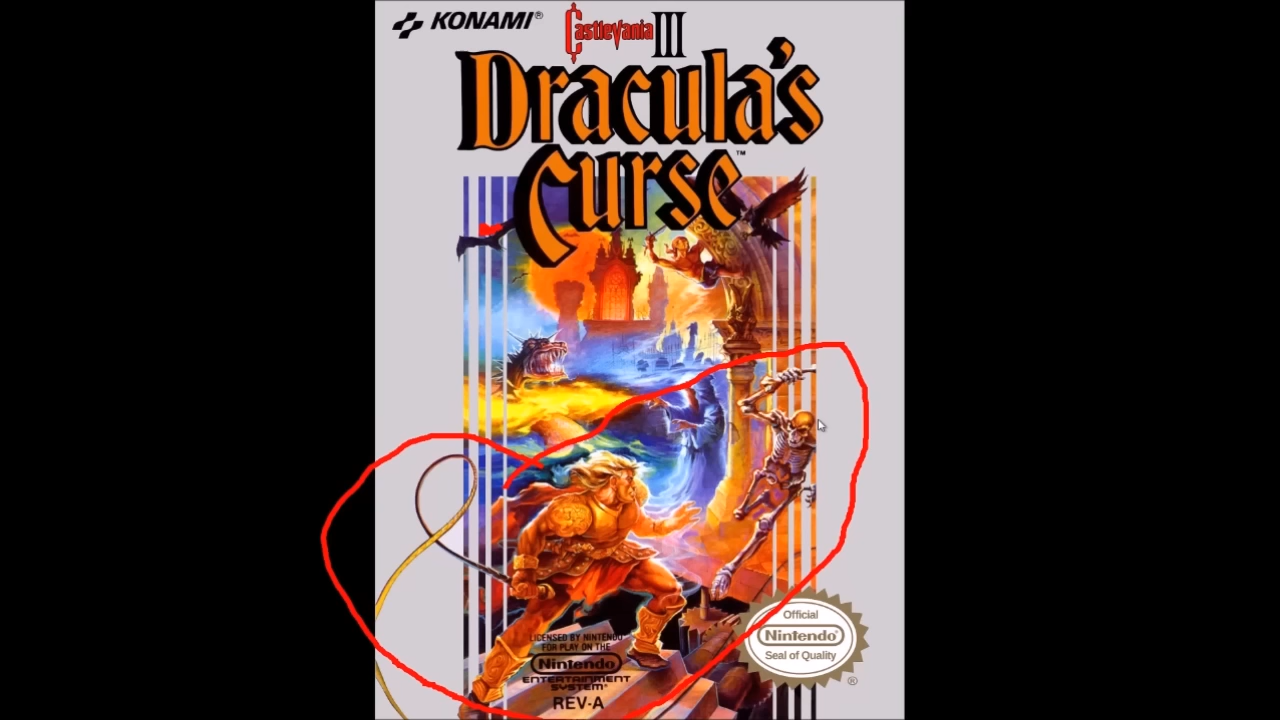 KONAMI®
Castlevania III
Dracula's
Curse™
LICENSED BY NINTENDO
FOR PLAY ON THE
Nintendo
ENTERTAINMENT
SYSTEM®
REV-A
Official
Nintendo®
Seal of Quality
®